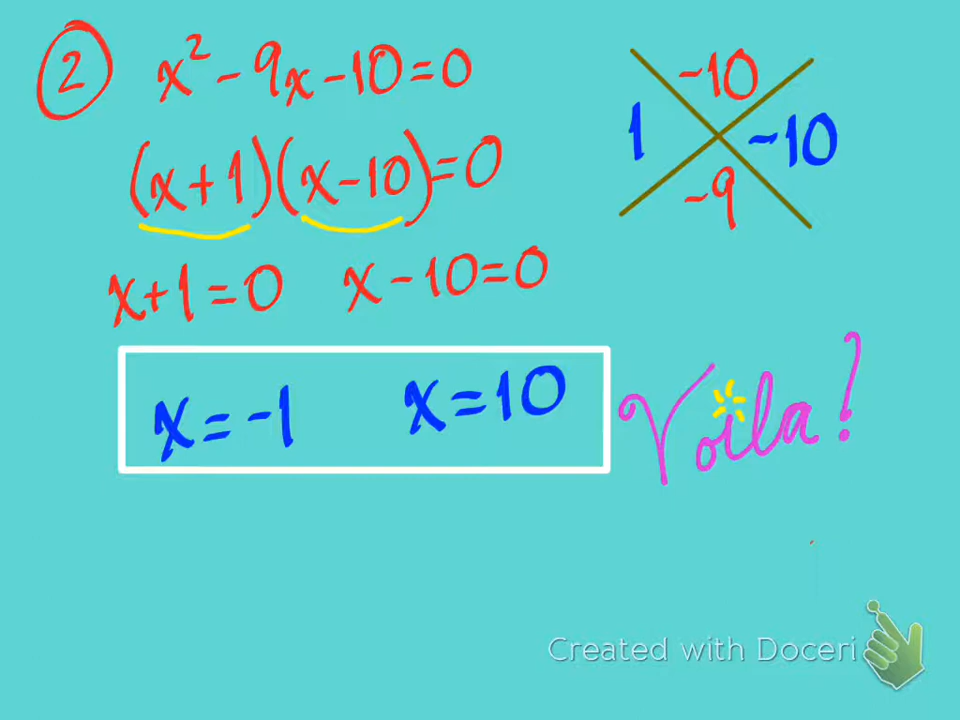 2
x² - 9x - 10 = 0
(x + 1)(x - 10) = 0
x + 1 = 0 x - 10 = 0
x = -1 x = 10
-10
1 -10
-9
Voila!
Created with Doceri